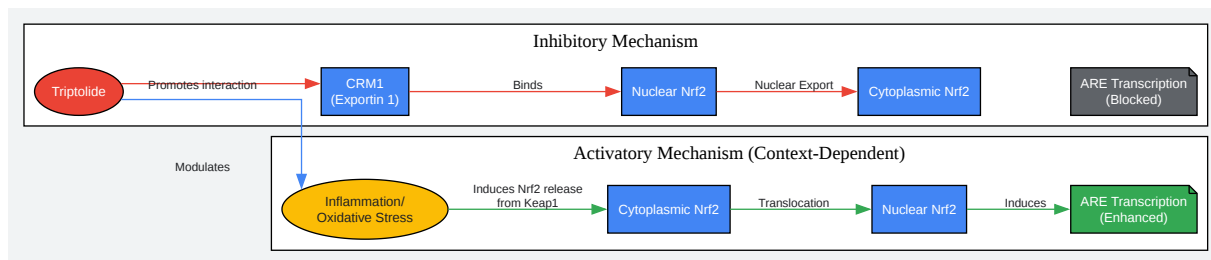 Inhibitory Mechanism
Triptolide
Promotes interaction
CRM1
(Exportin 1)
Binds
Nuclear Nrf2
Nuclear Export
Cytoplasmic Nrf2
ARE Transcription
(Blocked)
Modulates
Activatory Mechanism (Context-Dependent)
Inflammation/
Oxidative Stress
Induces Nrf2 release
from Keap1
Cytoplasmic Nrf2
Translocation
Nuclear Nrf2
Induces
ARE Transcription
(Enhanced)